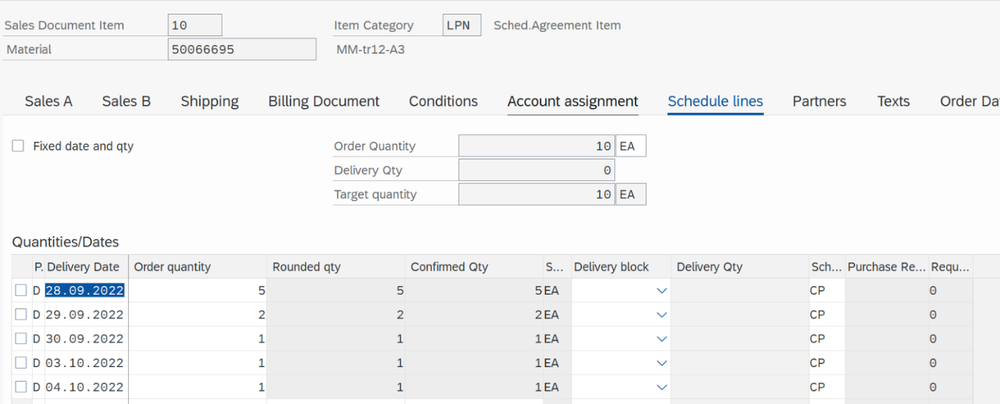 Sales Document Item 10 Item Category LPN Sched.Agreement Item
Material 50066695 MM-tr12-A3
Sales A Sales B Shipping Billing Document Conditions Account assignment Schedule lines Partners Texts Order Da
Fixed date and qty Order Quantity 10 EA
Delivery Qty 0
Target quantity 10 EA
Quantities/Dates
P. Delivery Date Order quantity Rounded qty Confirmed Qty S... Delivery block Delivery Qty Sch... Purchase Re... Requ...
D 28.09.2022 5 5 5 EA CP 0
D 29.09.2022 2 2 2 EA CP 0
D 30.09.2022 1 1 1 EA CP 0
D 03.10.2022 1 1 1 EA CP 0
D 04.10.2022 1 1 1 EA CP 0